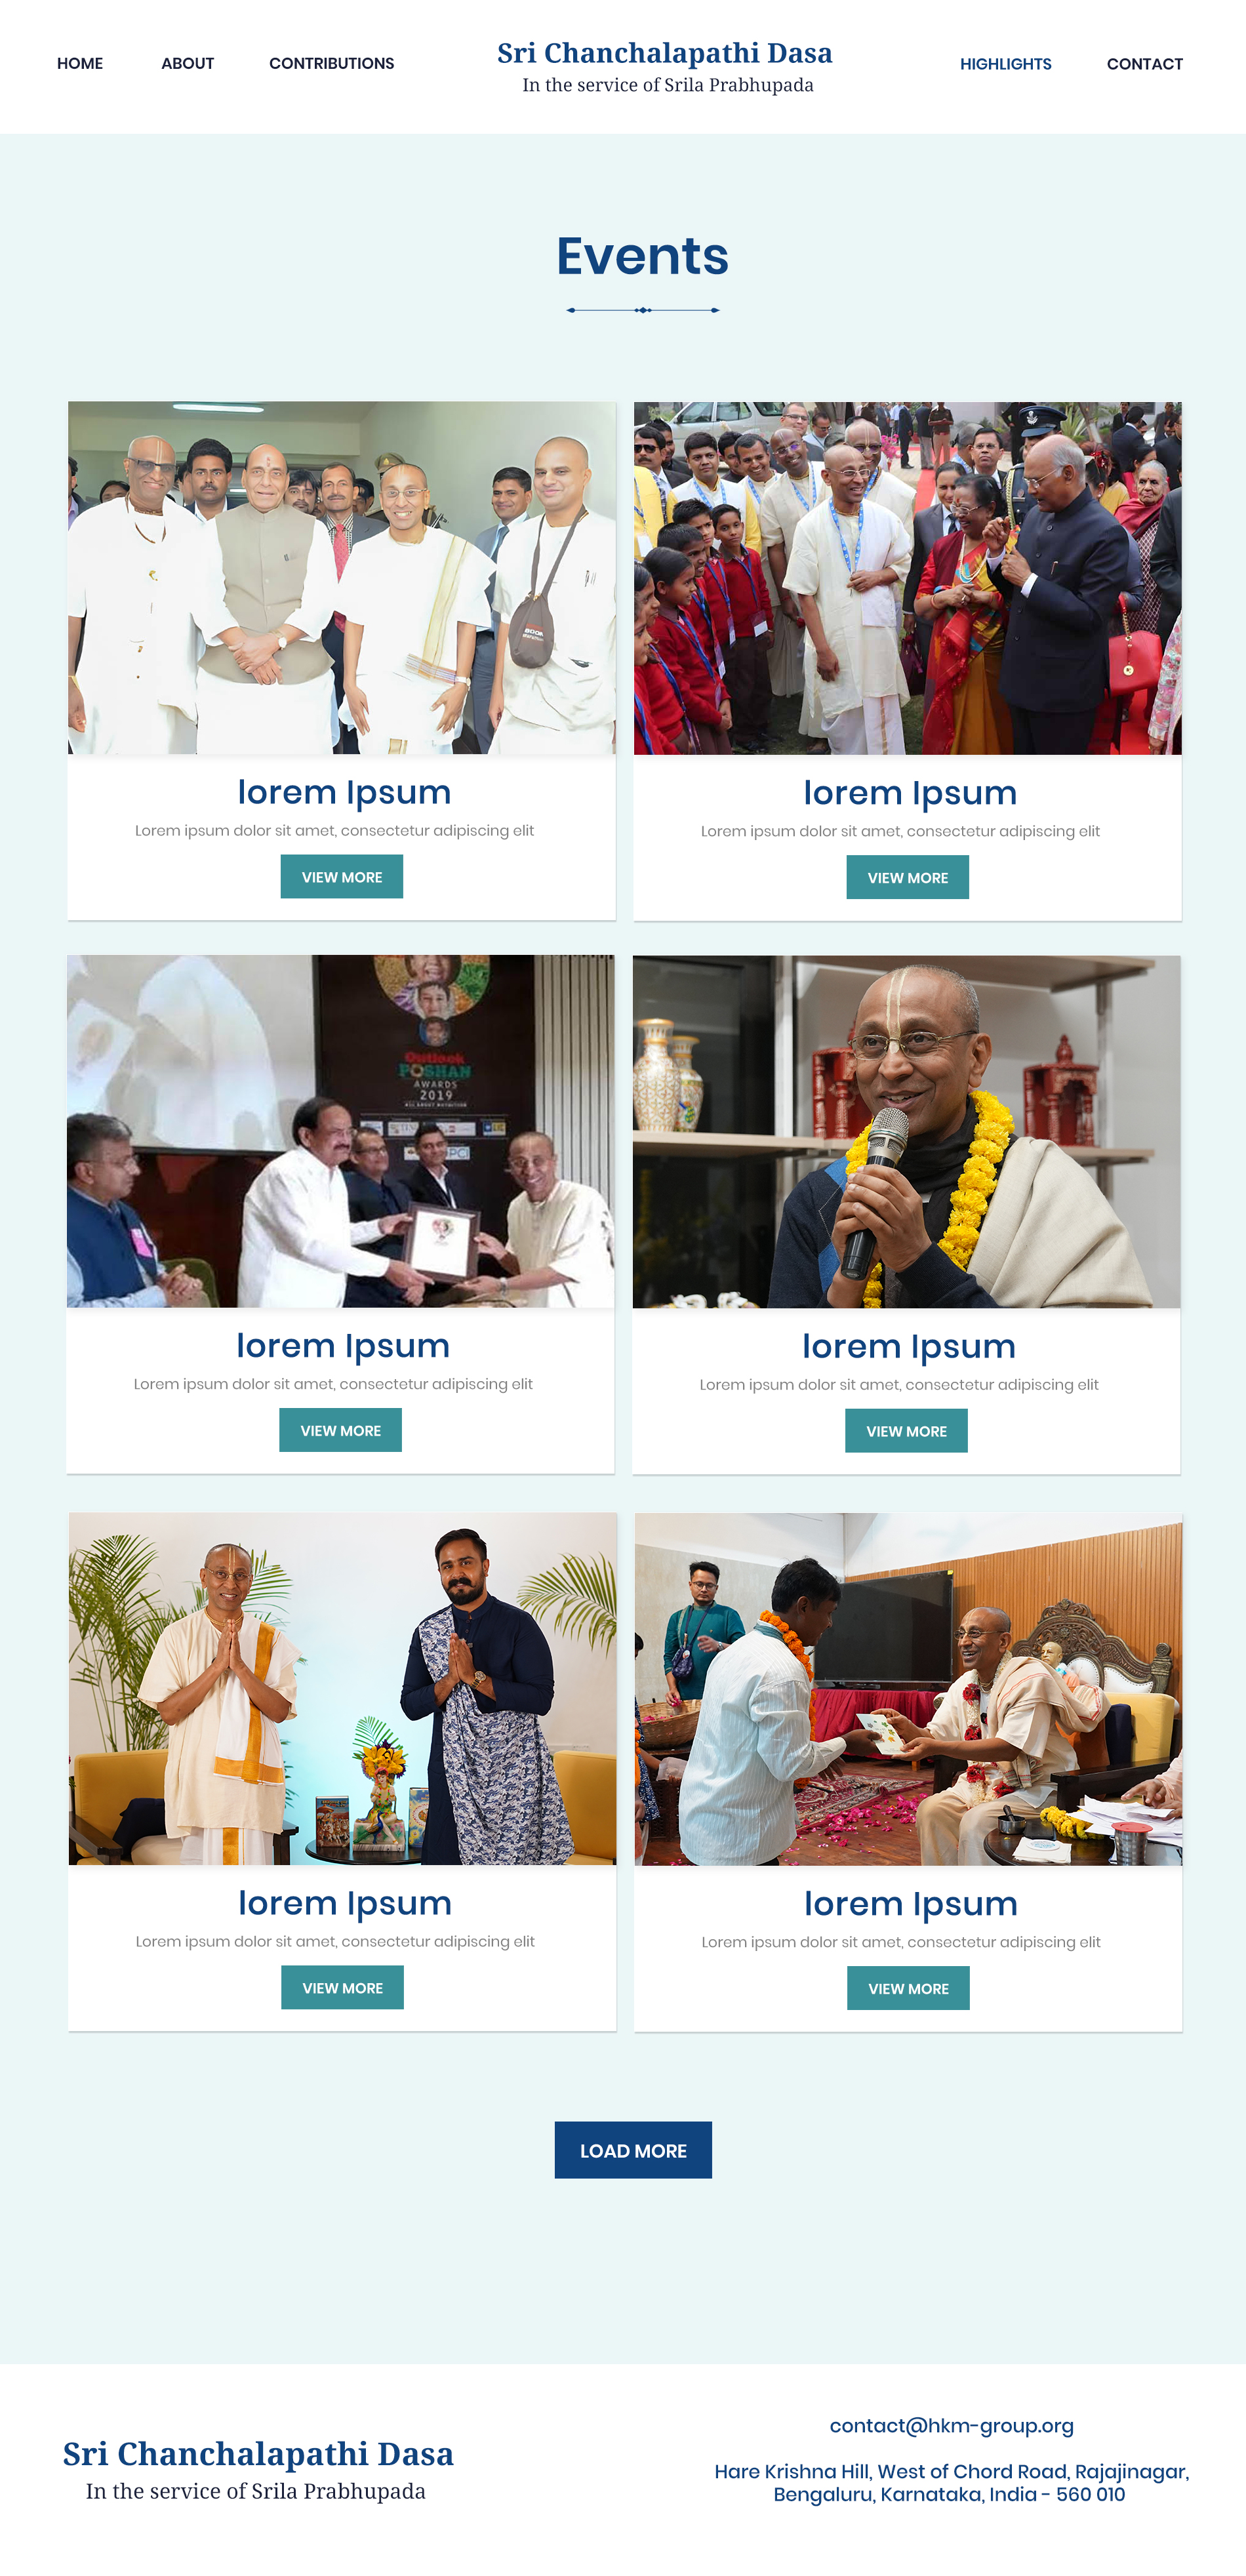 HOME
ABOUT
CONTRIBUTIONS
Sri Chanchalapathi Dasa
In the service of Srila Prabhupada
HIGHLIGHTS
CONTACT
Events
lorem Ipsum
Lorem ipsum dolor sit amet, consectetur adipiscing elit
VIEW MORE
lorem Ipsum
Lorem ipsum dolor sit amet, consectetur adipiscing elit
VIEW MORE
Outlook
POSHAN
AWARDS
2019
lorem Ipsum
Lorem ipsum dolor sit amet, consectetur adipiscing elit
VIEW MORE
lorem Ipsum
Lorem ipsum dolor sit amet, consectetur adipiscing elit
VIEW MORE
lorem Ipsum
Lorem ipsum dolor sit amet, consectetur adipiscing elit
VIEW MORE
lorem Ipsum
Lorem ipsum dolor sit amet, consectetur adipiscing elit
VIEW MORE
LOAD MORE
Sri Chanchalapathi Dasa
In the service of Srila Prabhupada
contact@hkm-group.org
Hare Krishna Hill, West of Chord Road, Rajajinagar,
Bengaluru, Karnataka, India - 560 010